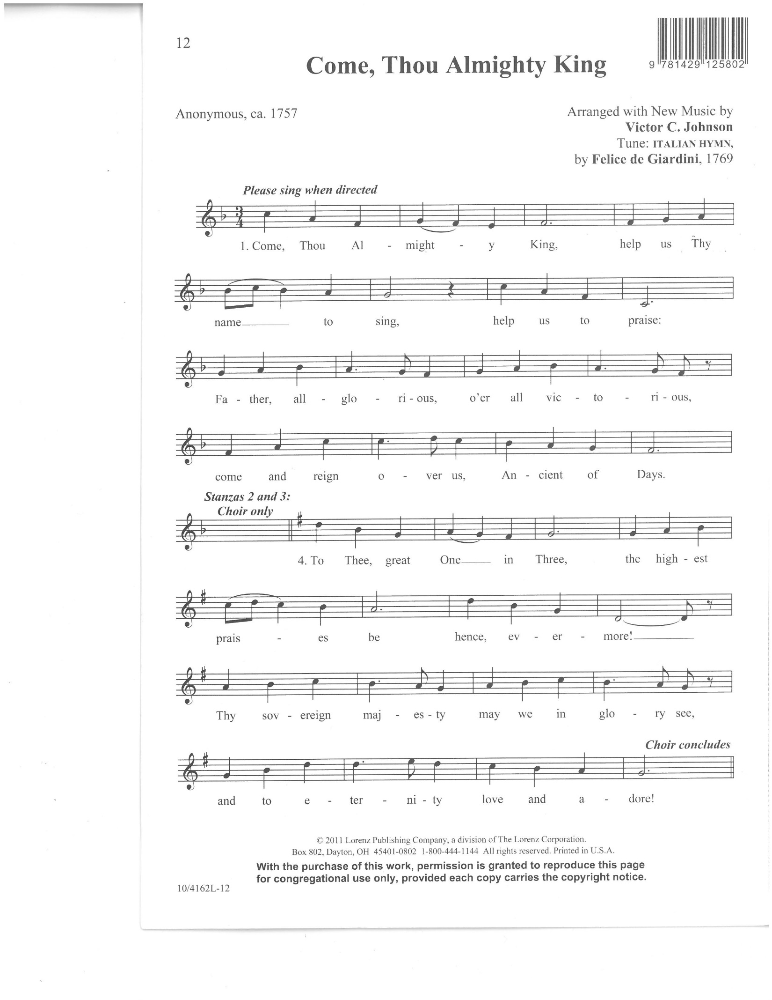 12
9 781429 125802
Come, Thou Almighty King
Anonymous, ca. 1757
Arranged with New Music by
Victor C. Johnson
Tune: ITALIAN HYMN,
by Felice de Giardini, 1769
Please sing when directed
3
4
1. Come, Thou Al - might - y King, help us Thy
name to sing, help us to praise:
Fa - ther, all - glo - ri - ous, o'er all vic - to - ri - ous,
come and reign o - ver us, An - cient of Days.
Stanzas 2 and 3:
Choir only
4. To Thee, great One in Three, the high - est
prais - es be hence, ev - er - more!
Thy sov - ereign maj - es - ty may we in glo - ry see,
Choir concludes
and to e - ter - ni - ty love and a - dore!
© 2011 Lorenz Publishing Company, a division of The Lorenz Corporation.
Box 802, Dayton, OH 45401-0802 1-800-444-1144 All rights reserved. Printed in U.S.A.
With the purchase of this work, permission is granted to reproduce this page
for congregational use only, provided each copy carries the copyright notice.
10/4162L-12